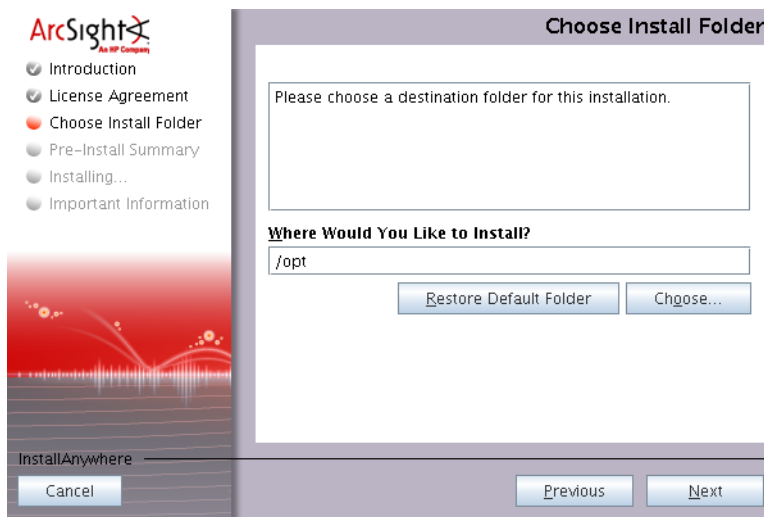 ArcSight
An HP Company
Choose Install Folder
Introduction
License Agreement
Choose Install Folder
Pre-Install Summary
Installing...
Important Information
Please choose a destination folder for this installation.
Where Would You Like to Install?
/opt
Restore Default Folder
Choose...
InstallAnywhere
Cancel
Previous
Next